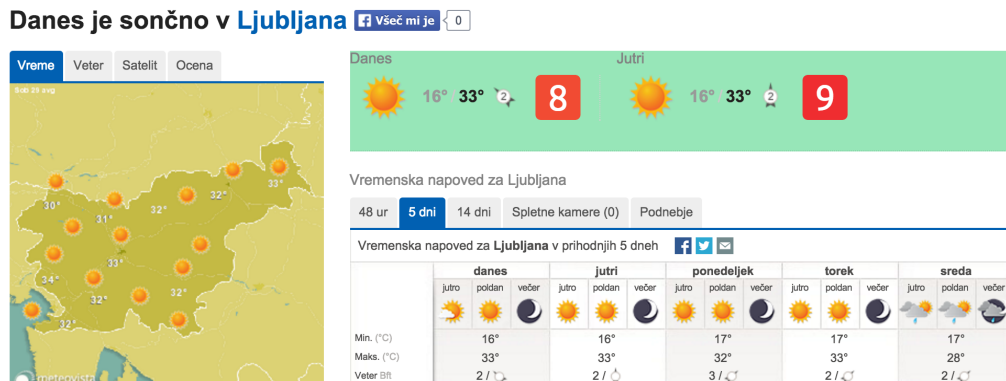 Danes je sončno v Ljubljana Všeč mi je 0
Vreme Veter Satelit Ocena
Sob 29 avg
30°
31°
32°
32°
33°
33°
34°
32°
32°
32°
meteovista
Danes Jutri
16° 33° 2 8 16° 33° 2 9
Vremenska napoved za Ljubljana
48 ur 5 dni 14 dni Spletne kamere (0) Podnebje
Vremenska napoved za Ljubljana v prihodnjih 5 dneh
danes jutri ponedeljek torek sreda
jutro poldan večer jutro poldan večer jutro poldan večer jutro poldan večer jutro poldan večer
Min. (°C) 16° 16° 17° 17° 17°
Maks. (°C) 33° 33° 32° 33° 28°
Veter Bft 2 / 2 / 3 / 2 / 2 /